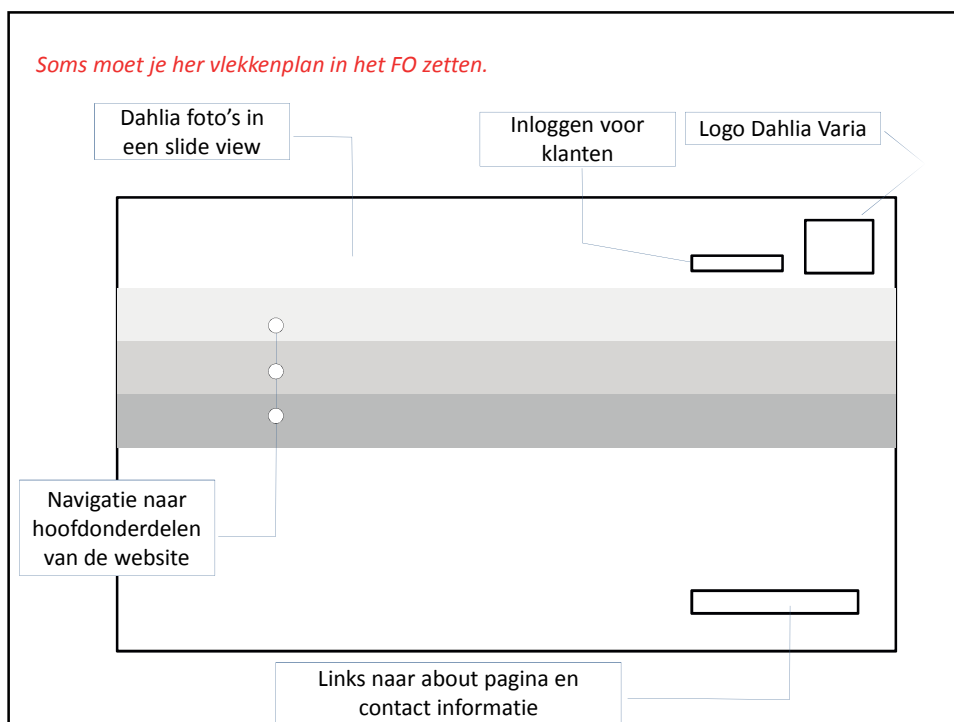 Soms moet je her vlekkenplan in het FO zetten.
Dahlia foto's in
een slide view
Inloggen voor
klanten
Logo Dahlia Varia
Navigatie naar
hoofdonderdelen
van de website
Links naar about pagina en
contact informatie